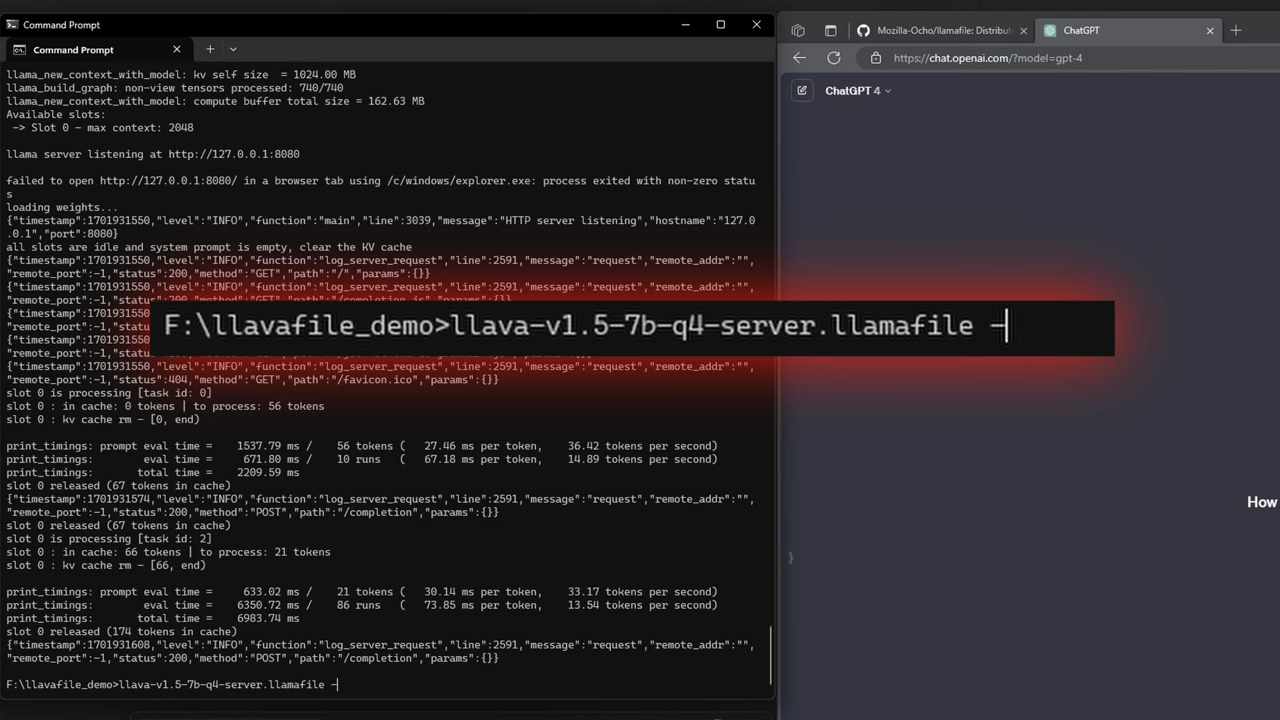 Command Prompt
Command Prompt
llama_new_context_with_model: kv self size  = 1024.00 MB
llama_build_graph: non-view tensors processed: 740/740
llama_new_context_with_model: compute buffer total size = 162.63 MB
Available slots:
-> Slot 0 - max context: 2048
llama server listening at http://127.0.0.1:8080
failed to open http://127.0.0.1:8080/ in a browser tab using /c/windows/explorer.exe: process exited with non-zero statu
s
loading weights...
{"timestamp":1701931550,"level":"INFO","function":"main","line":3039,"message":"HTTP server listening","hostname":"127.0
.0.1","port":8080}
all slots are idle and system prompt is empty, clear the KV cache
{"timestamp":1701931550,"level":"INFO","function":"log_server_request","line":2591,"message":"request","remote_addr":"",
"remote_port":-1,"status":200,"method":"GET","path":"/","params":{}}
{"timestamp":1701931550,"level":"INFO","function":"log_server_request","line":2591,"message":"request","remote_addr":"",
"remote_port":-1,"status":200,"method":"GET","path":"/completion.js","params":{}}
{"timestamp":1701931550
F:\llavafile_demo>llava-v1.5-7b-q4-server.llamafile -
{"timestamp":1701931550,"level":"INFO","function":"log_server_request","line":2591,"message":"request","remote_addr":"",
"remote_port":-1,"status":404,"method":"GET","path":"/favicon.ico","params":{}}
slot 0 is processing [task id: 0]
slot 0 : in cache: 0 tokens | to process: 56 tokens
slot 0 : kv cache rm - [0, end)
print_timings: prompt eval time =    1537.79 ms /    56 tokens (   27.46 ms per token,    36.42 tokens per second)
print_timings:        eval time =     671.80 ms /    10 runs   (   67.18 ms per token,    14.89 tokens per second)
print_timings:       total time =    2209.59 ms
slot 0 released (67 tokens in cache)
{"timestamp":1701931574,"level":"INFO","function":"log_server_request","line":2591,"message":"request","remote_addr":"",
"remote_port":-1,"status":200,"method":"POST","path":"/completion","params":{}}
slot 0 released (67 tokens in cache)
slot 0 is processing [task id: 2]
slot 0 : in cache: 66 tokens | to process: 21 tokens
slot 0 : kv cache rm - [66, end)
print_timings: prompt eval time =     633.02 ms /    21 tokens (   30.14 ms per token,    33.17 tokens per second)
print_timings:        eval time =    6350.72 ms /    86 runs   (   73.85 ms per token,    13.54 tokens per second)
print_timings:       total time =    6983.74 ms
slot 0 released (174 tokens in cache)
{"timestamp":1701931608,"level":"INFO","function":"log_server_request","line":2591,"message":"request","remote_addr":"",
"remote_port":-1,"status":200,"method":"POST","path":"/completion","params":{}}
F:\llavafile_demo>llava-v1.5-7b-q4-server.llamafile -
Mozilla-Ocho/llamafile: Distribut
ChatGPT
https://chat.openai.com/?model=gpt-4
ChatGPT 4
How